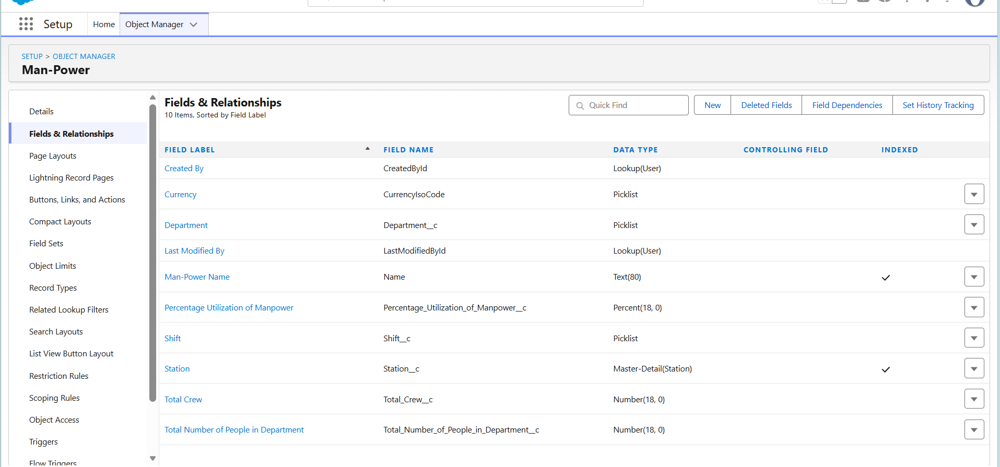 Setup
Home
Object Manager
SETUP > OBJECT MANAGER
Man-Power
Details
Fields & Relationships
Page Layouts
Lightning Record Pages
Buttons, Links, and Actions
Compact Layouts
Field Sets
Object Limits
Record Types
Related Lookup Filters
Search Layouts
List View Button Layout
Restriction Rules
Scoping Rules
Object Access
Triggers
Flow Triggers
Fields & Relationships
10 Items, Sorted by Field Label
Quick Find
New
Deleted Fields
Field Dependencies
Set History Tracking
FIELD LABEL FIELD NAME DATA TYPE CONTROLLING FIELD INDEXED
Created By CreatedById Lookup(User)
Currency CurrencyIsoCode Picklist
Department Department__c Picklist
Last Modified By LastModifiedById Lookup(User)
Man-Power Name Name Text(80)
Percentage Utilization of Manpower Percentage_Utilization_of_Manpower__c Percent(18, 0)
Shift Shift__c Picklist
Station Station__c Master-Detail(Station)
Total Crew Total_Crew__c Number(18, 0)
Total Number of People in Department Total_Number_of_People_in_Department__c Number(18, 0)